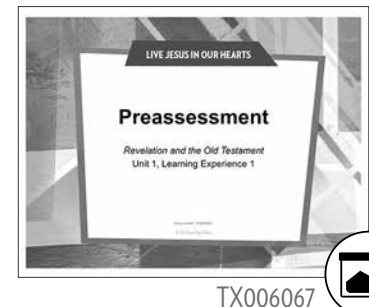 LIVE JESUS IN OUR HEARTS
Preassessment
Revelation and the Old Testament
Unit 1, Learning Experience 1
TX006067